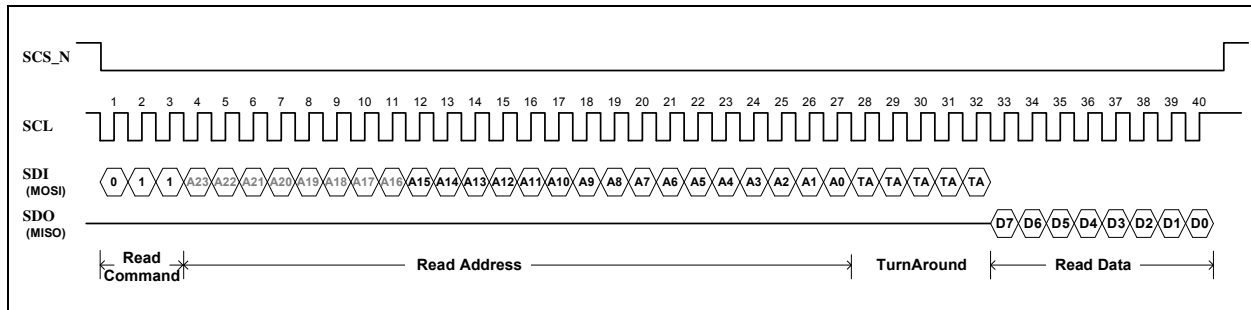 SCS_N
1 2 3 4 5 6 7 8 9 10 11 12 13 14 15 16 17 18 19 20 21 22 23 24 25 26 27 28 29 30 31 32 33 34 35 36 37 38 39 40
SCL
SDI 0 1 1 A23 A22 A21 A20 A19 A18 A17 A16 A15 A14 A13 A12 A11 A10 A9 A8 A7 A6 A5 A4 A3 A2 A1 A0 TA TA TA TA TA
(MOSI)
SDO D7 D6 D5 D4 D3 D2 D1 D0
(MISO)
Read Command Read Address TurnAround Read Data